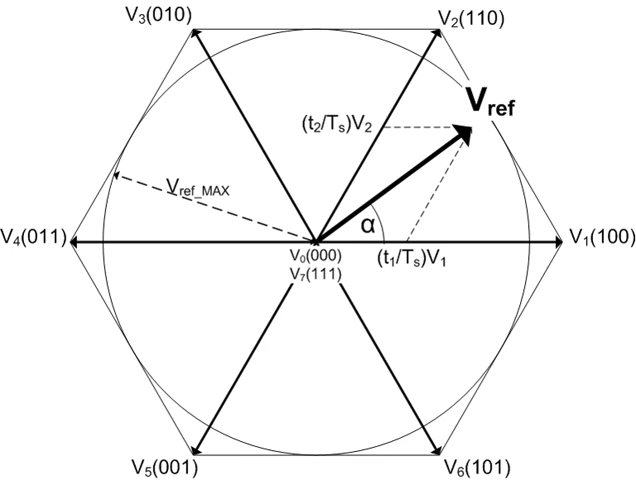 V3(010)
V2(110)
Vref
(t2/Ts)V2
Vref_MAX
α
V4(011)
V1(100)
V0(000)
(t1/Ts)V1
V7(111)
V5(001)
V6(101)